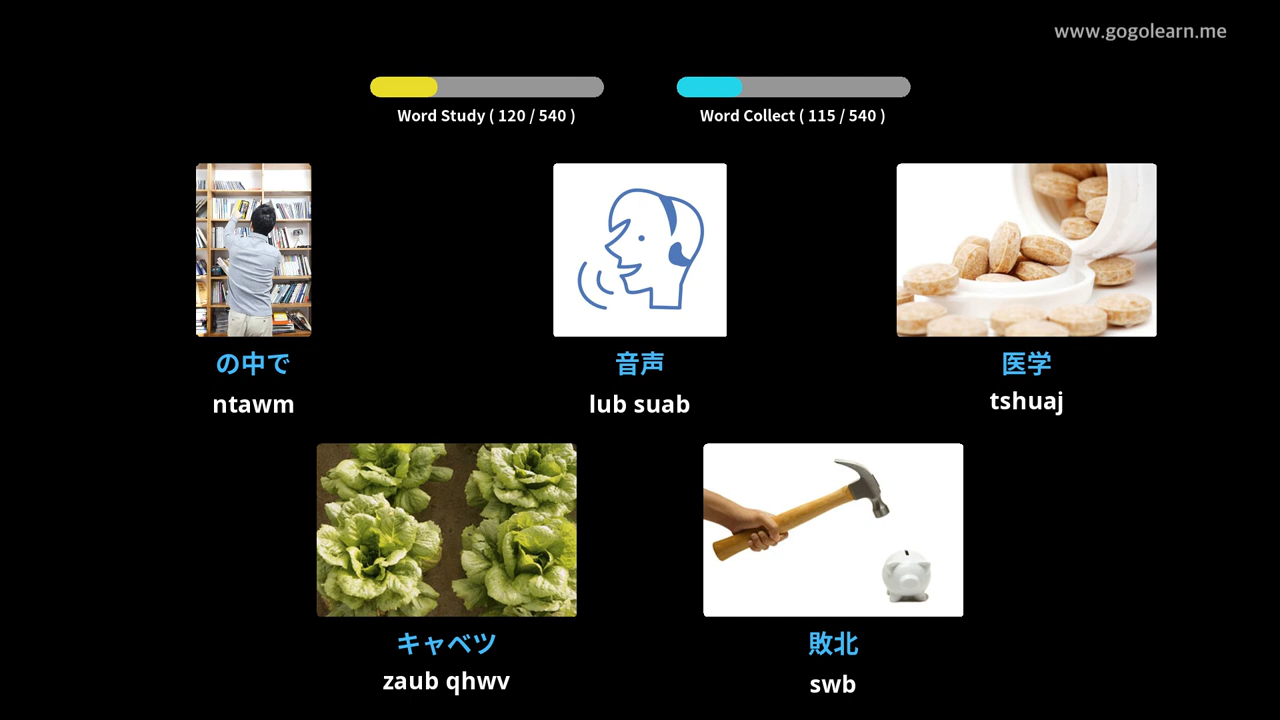 www.gogolearn.me
Word Study ( 120 / 540 )
Word Collect ( 115 / 540 )
の中で
ntawm
音声
lub suab
医学
tshuaj
キャベツ
zaub qhwv
敗北
swb